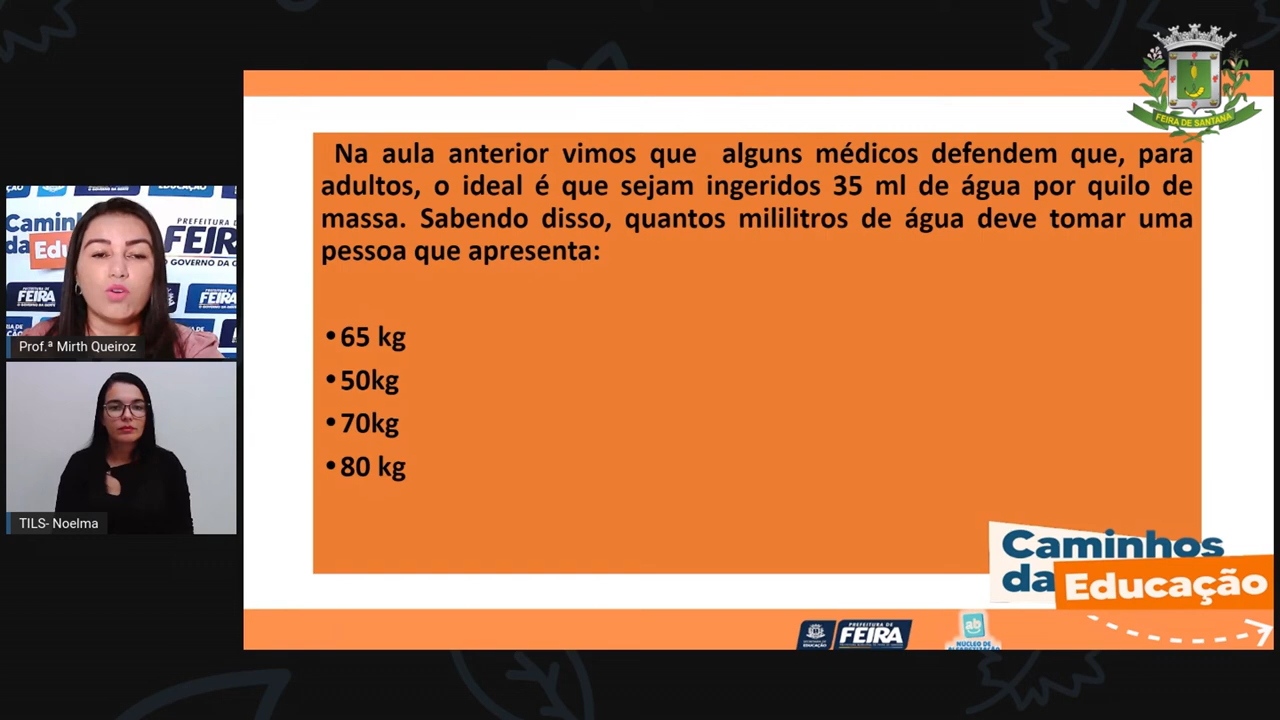 FEIRA DE SANTANA
Na aula anterior vimos que alguns médicos defendem que, para
adultos, o ideal é que sejam ingeridos 35 ml de água por quilo de
massa. Sabendo disso, quantos mililitros de água deve tomar uma
pessoa que apresenta:
•65 kg
•50kg
•70kg
•80 kg
Caminhos
da Educação
PREFEITURA DE
FEIRA
Prof.ª Mirth Queiroz
TILS- Noelma